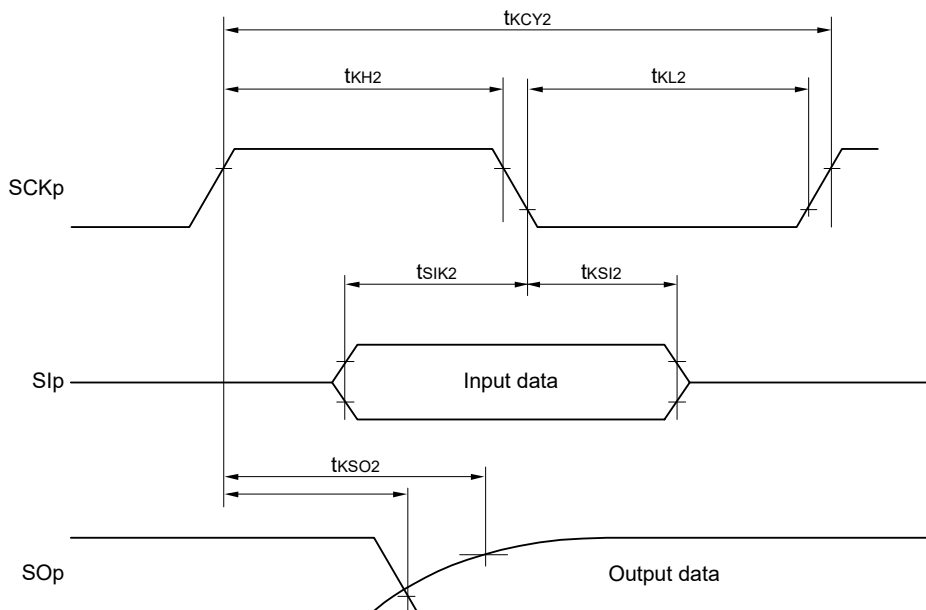 tKCY2
tKH2
tKL2
SCKp
tSIK2
tKSI2
SIp
Input data
tKSO2
SOp
Output data